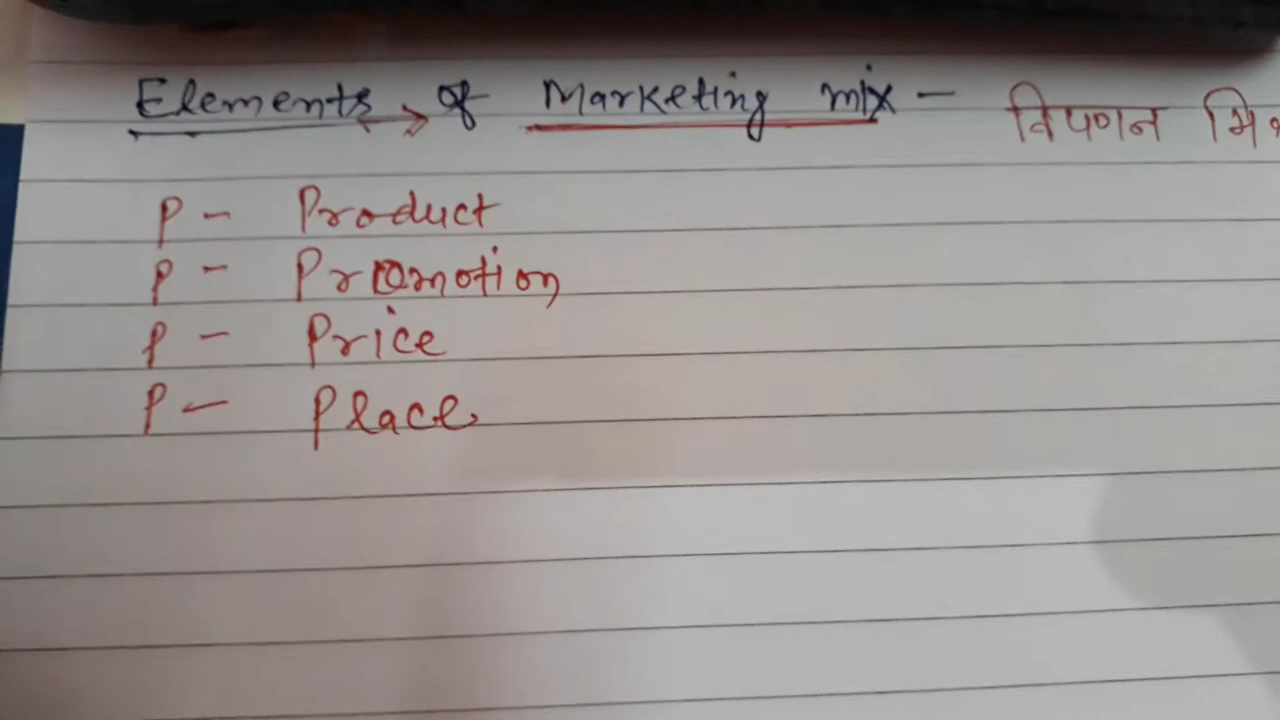 Elements of Marketing mix - विपणन
P - Product
P - Promotion
P - Price
P - Place